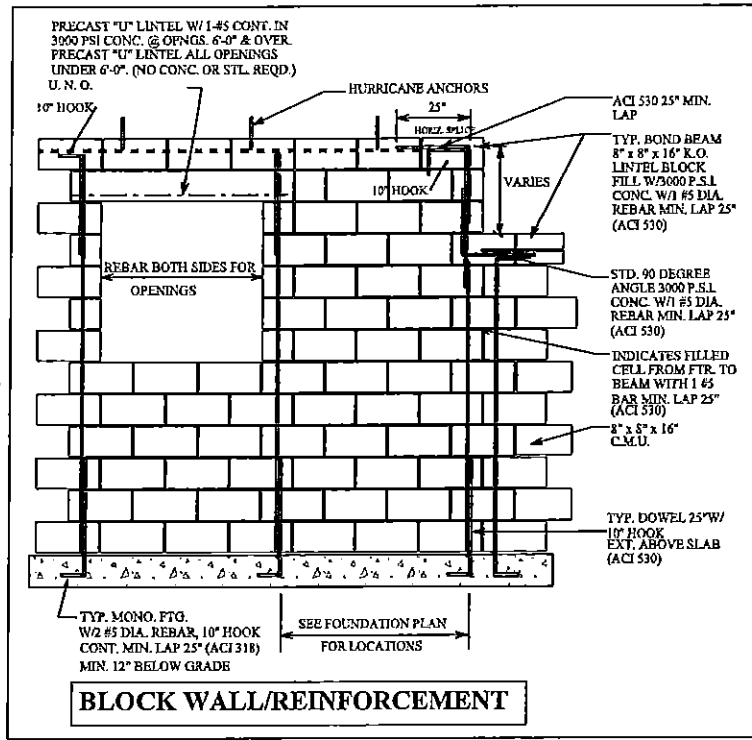 PRECAST "U" LINTEL W/ 1-#5 CONT. IN
3000 PSI CONC. @ OPNGS. 6'-0" & OVER.
PRECAST "U" LINTEL ALL OPENINGS
UNDER 6'-0". (NO CONC. OR STL. REQD.)
U. N. O.
10" HOOK
HURRICANE ANCHORS
25"
HORIZ. SPLICE
10" HOOK
VARIES
ACI 530 25" MIN.
LAP
TYP. BOND BEAM
8" x 8" x 16" K.O.
LINTEL BLOCK
FILL W/3000 P.S.I.
CONC. W/1 #5 DIA.
REBAR MIN. LAP 25"
(ACI 530)
REBAR BOTH SIDES FOR
OPENINGS
STD. 90 DEGREE
ANGLE 3000 P.S.I.
CONC. W/1 #5 DIA.
REBAR MIN. LAP 25"
(ACI 530)
INDICATES FILLED
CELL FROM FTR. TO
BEAM WITH 1 #5
BAR MIN. LAP 25"
(ACI 530)
8" x 8" x 16"
C.M.U.
TYP. DOWEL 25"W/
10" HOOK
EXT. ABOVE SLAB
(ACI 530)
TYP. MONO. FTG.
W/2 #5 DIA. REBAR, 10" HOOK
CONT. MIN. LAP 25" (ACI 318)
MIN. 12" BELOW GRADE
SEE FOUNDATION PLAN
FOR LOCATIONS
BLOCK WALL/REINFORCEMENT